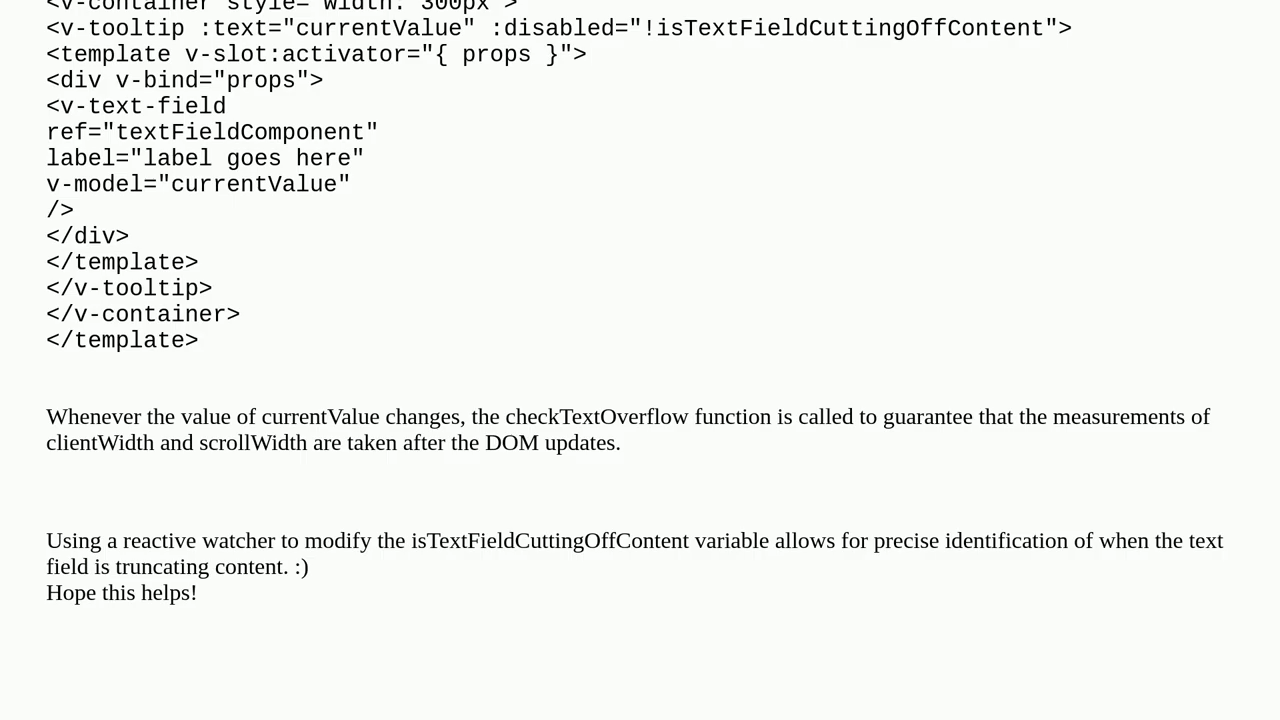 <v-container style="width: 300px">
<v-tooltip :text="currentValue" :disabled="!isTextFieldCuttingOffContent">
<template v-slot:activator="{ props }">
<div v-bind="props">
<v-text-field
ref="textFieldComponent"
label="label goes here"
v-model="currentValue"
/>
</div>
</template>
</v-tooltip>
</v-container>
</template>
Whenever the value of currentValue changes, the checkTextOverflow function is called to guarantee that the measurements of
clientWidth and scrollWidth are taken after the DOM updates.
Using a reactive watcher to modify the isTextFieldCuttingOffContent variable allows for precise identification of when the text
field is truncating content. :)
Hope this helps!